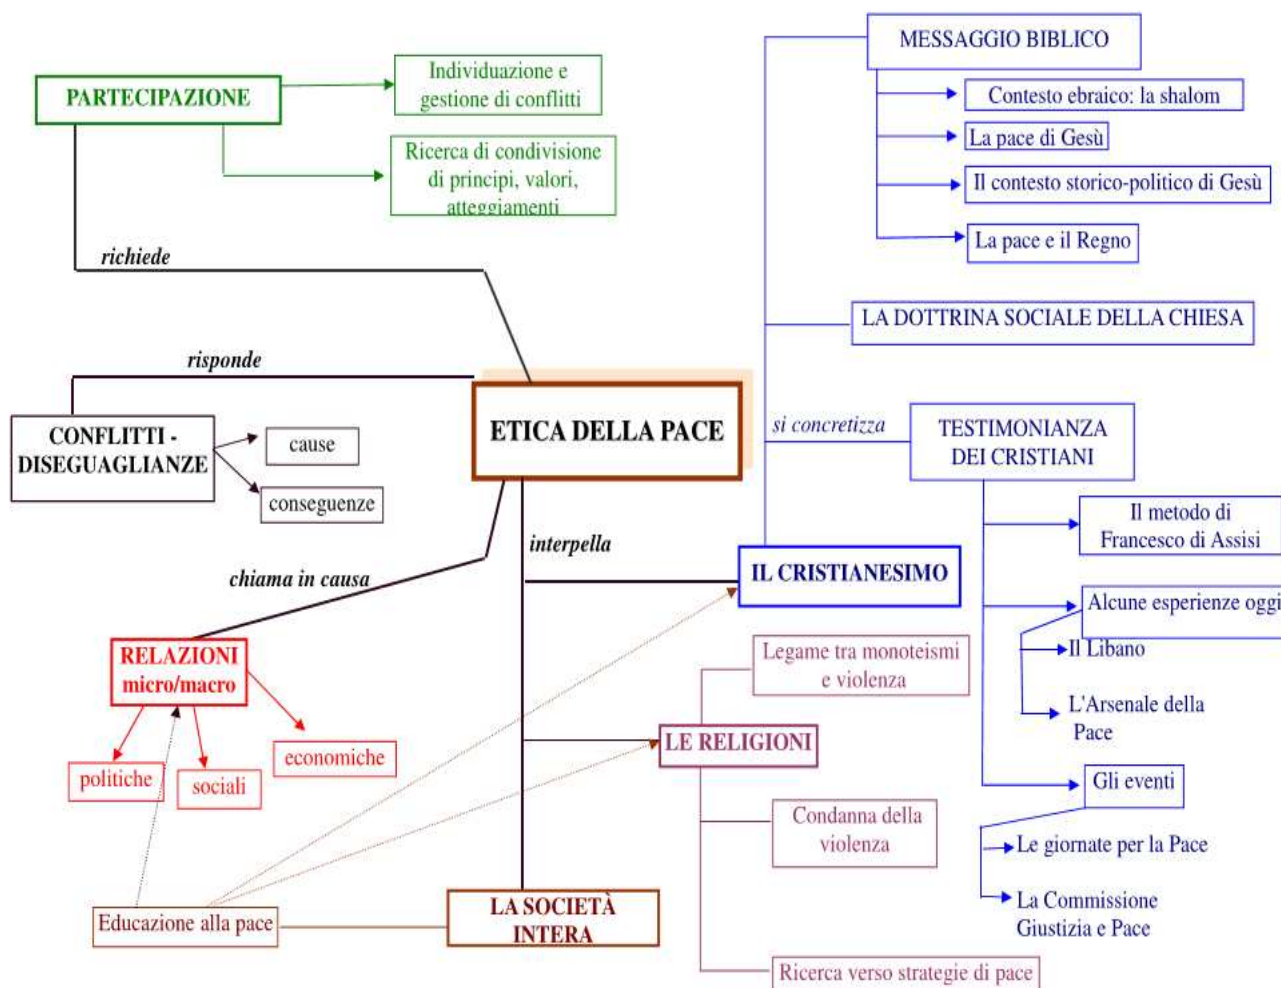 PARTECIPAZIONE
Individuazione e
gestione di conflitti
Ricerca di condivisione
di principi, valori,
atteggiamenti
richiede
risponde
CONFLITTI -
DISEGUAGLIANZE
cause
conseguenze
ETICA DELLA PACE
chiama in causa
interpella
RELAZIONI
micro/macro
politiche
sociali
economiche
Educazione alla pace
LA SOCIETÀ
INTERA
MESSAGGIO BIBLICO
Contesto ebraico: la shalom
La pace di Gesù
Il contesto storico-politico di Gesù
La pace e il Regno
LA DOTTRINA SOCIALE DELLA CHIESA
si concretizza
TESTIMONIANZA
DEI CRISTIANI
Il metodo di
Francesco di Assisi
Alcune esperienze oggi
Il Libano
L'Arsenale della
Pace
Gli eventi
Le giornate per la Pace
La Commissione
Giustizia e Pace
IL CRISTIANESIMO
Legame tra monoteismi
e violenza
LE RELIGIONI
Condanna della
violenza
Ricerca verso strategie di pace